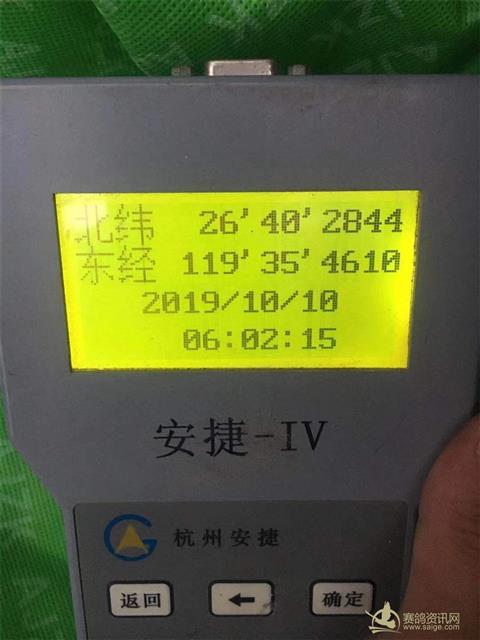 北纬 26'40'2844
东经 119'35'4610
2019/10/10
06:02:15
安捷-IV
杭州安捷
返回 ← 确定
赛鸽资讯网
www.saige.com